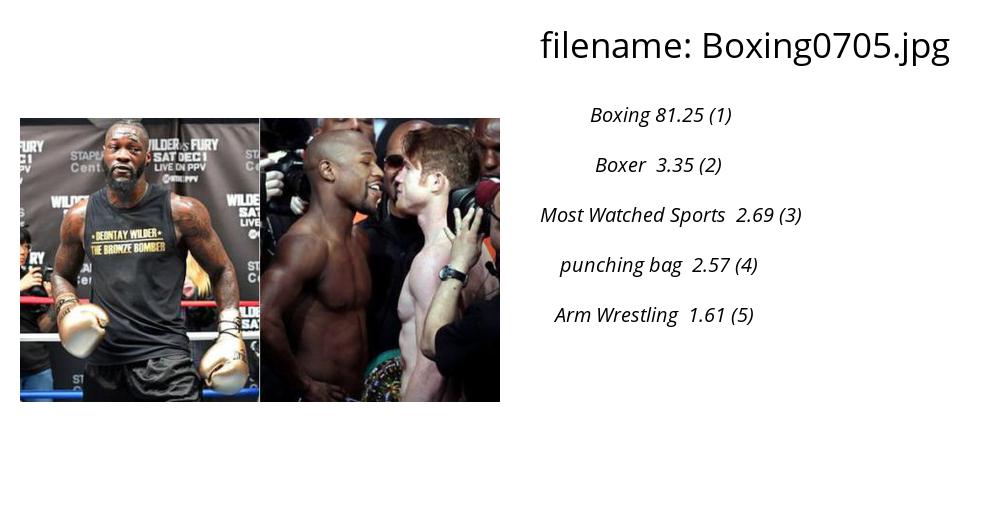 filename: Boxing0705.jpg
Boxing 81.25 (1)
Boxer 3.35 (2)
Most Watched Sports 2.69 (3)
punching bag 2.57 (4)
Arm Wrestling 1.61 (5)
WILDER vs FURY
SAT DEC 1
LIVE ON PPV
DEONTAY WILDER
THE BRONZE BOMBER